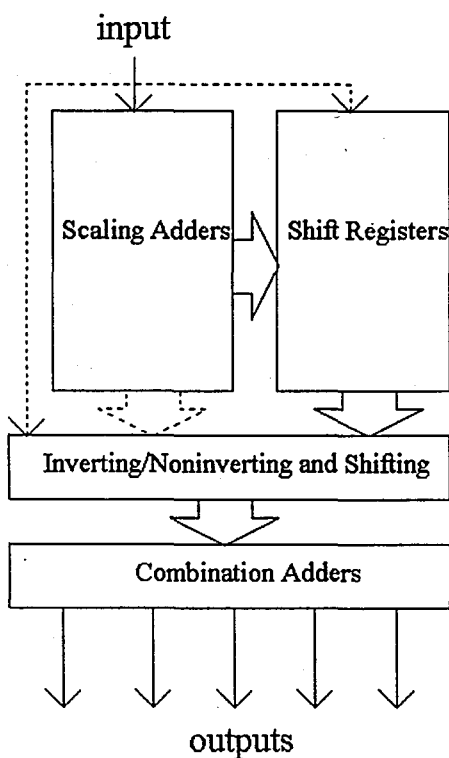 input
Scaling Adders
Shift Registers
Inverting/Noninverting and Shifting
Combination Adders
outputs